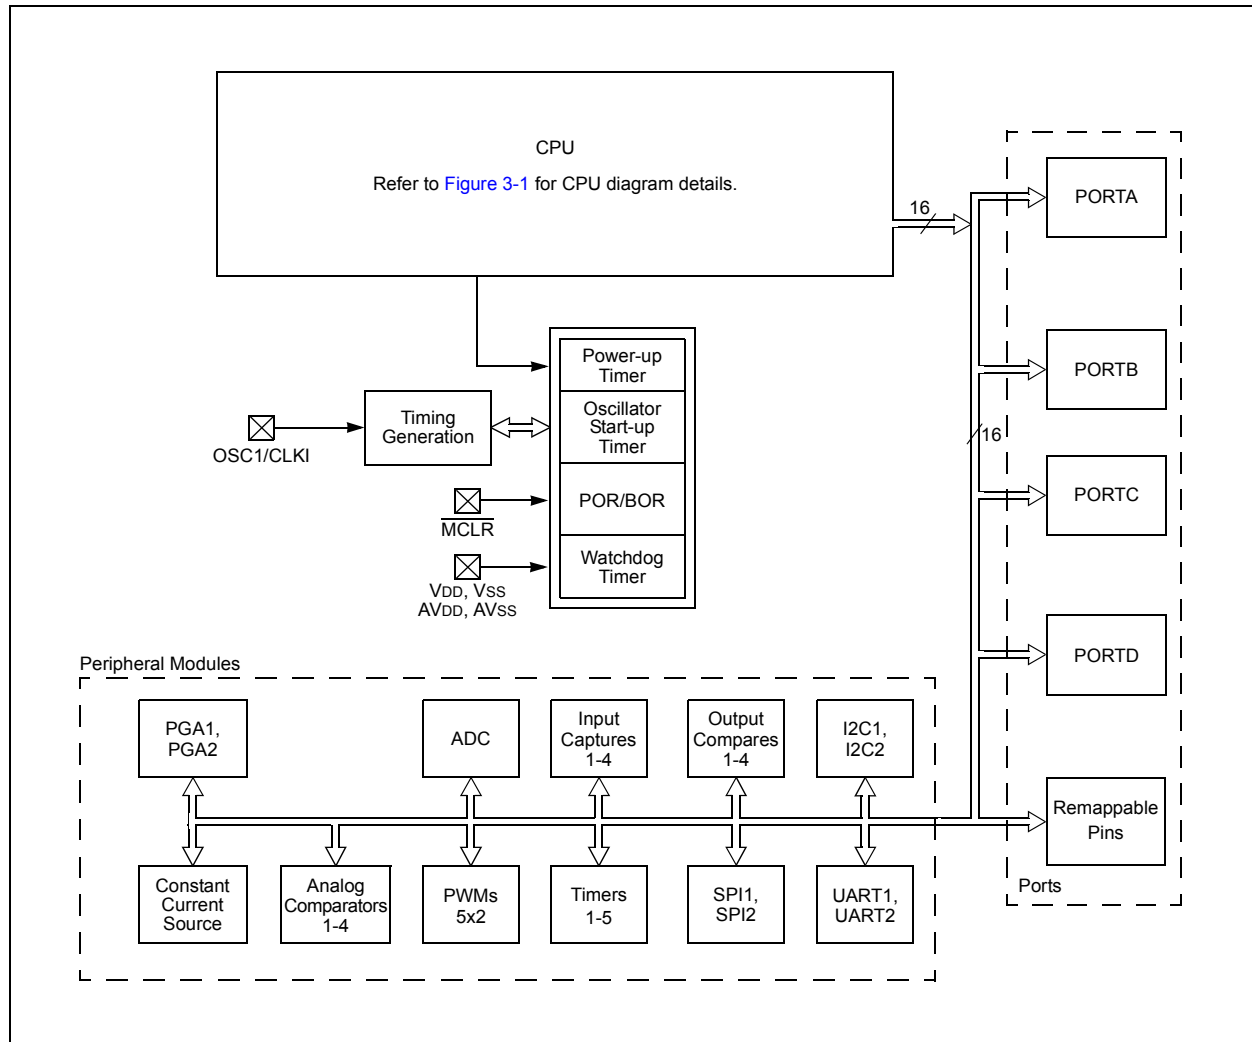 CPU
Refer to Figure 3-1 for CPU diagram details.
16
PORTA
PORTB
16
PORTC
PORTD
Remappable
Pins
Ports
Power-up
Timer
Oscillator
Start-up
Timer
POR/BOR
Watchdog
Timer
Timing
Generation
OSC1/CLKI
MCLR
VDD, VSS
AVDD, AVSS
Peripheral Modules
PGA1,
PGA2
ADC
Input
Captures
1-4
Output
Compares
1-4
I2C1,
I2C2
Constant
Current
Source
Analog
Comparators
1-4
PWMs
5x2
Timers
1-5
SPI1,
SPI2
UART1,
UART2